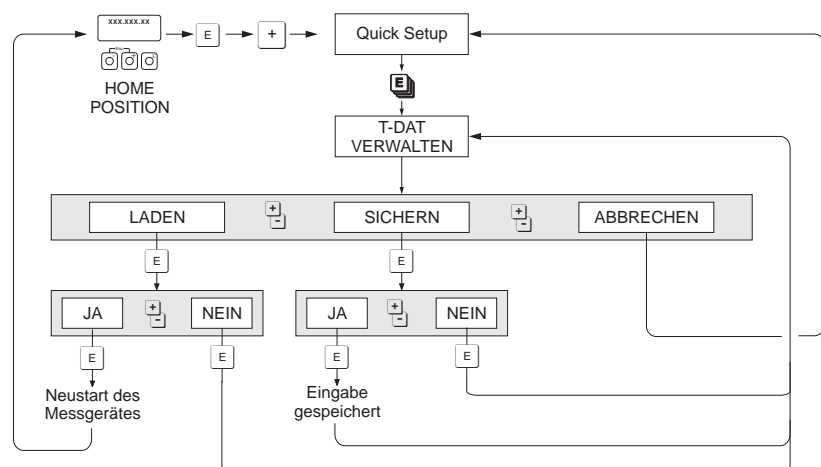 xxx.xxx.xx
Esc
E
+
Quick Setup
HOME
POSITION
E
T-DAT
VERWALTEN
LADEN
+
-
SICHERN
+
-
ABBRECHEN
E
E
JA
+
-
NEIN
JA
+
-
NEIN
E
E
E
E
Neustart des
Messgerätes
Eingabe
gespeichert